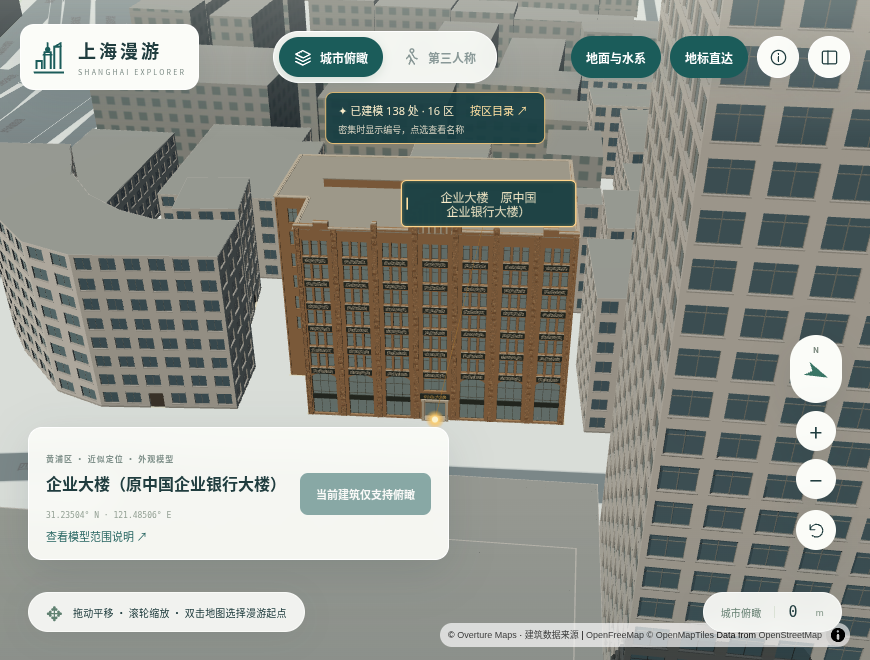 上海漫游
SHANGHAI EXPLORER
城市俯瞰
第三人称
地面与水系
地标直达
✦ 已建模 138 处 · 16 区 按区目录 ↗
密集时显示编号，点选查看名称
企业大楼 原中国
企业银行大楼）
N
黄浦区 · 近似定位 · 外观模型
企业大楼（原中国企业银行大楼）
当前建筑仅支持俯瞰
31.23504° N · 121.48506° E
查看模型范围说明 ↗
拖动平移 · 滚轮缩放 · 双击地图选择漫游起点
城市俯瞰 0 m
© Overture Maps · 建筑数据来源 | OpenFreeMap © OpenMapTiles Data from OpenStreetMap